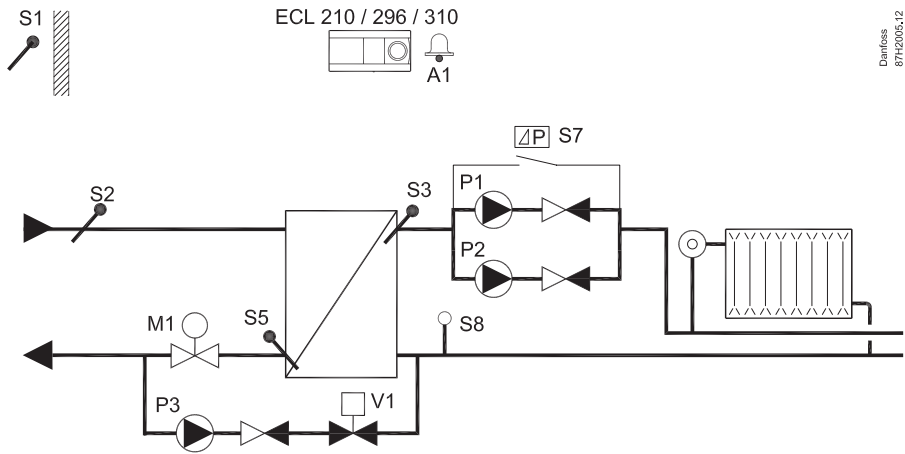 S1
ECL 210 / 296 / 310
A1
Danfoss
87H2005.12
P S7
S2
S3
P1
P2
M1
S5
S8
P3
V1